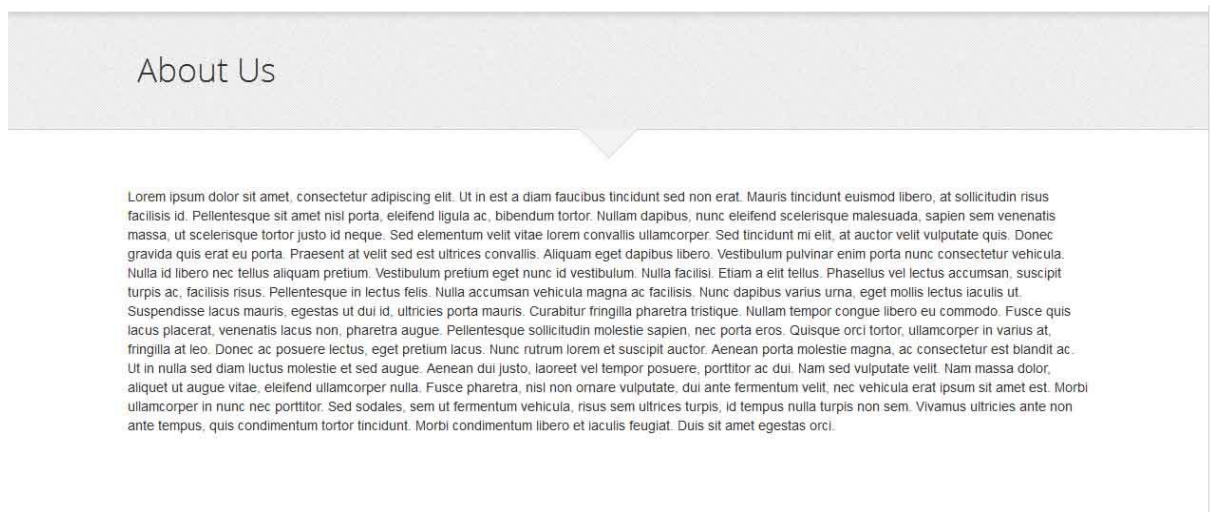 About Us
Lorem ipsum dolor sit amet, consectetur adipiscing elit. Ut in est a diam faucibus tincidunt sed non erat. Mauris tincidunt euismod libero, at sollicitudin risus
facilisis id. Pellentesque sit amet nisl porta, eleifend ligula ac, bibendum tortor. Nullam dapibus, nunc eleifend scelerisque malesuada, sapien sem venenatis
massa, ut scelerisque tortor justo id neque. Sed elementum velit vitae lorem convallis ullamcorper. Sed tincidunt mi elit, at auctor velit vulputate quis. Donec
gravida quis erat eu porta. Praesent at velit sed est ultrices convallis. Aliquam eget dapibus libero. Vestibulum pulvinar enim porta nunc consectetur vehicula.
Nulla id libero nec tellus aliquam pretium. Vestibulum pretium eget nunc id vestibulum. Nulla facilisi. Etiam a elit tellus. Phasellus vel lectus accumsan, suscipit
turpis ac, facilisis risus. Pellentesque in lectus felis. Nulla accumsan vehicula magna ac facilisis. Nunc dapibus varius urna, eget mollis lectus iaculis ut.
Suspendisse lacus mauris, egestas ut dui id, ultricies porta mauris. Curabitur fringilla pharetra tristique. Nullam tempor congue libero eu commodo. Fusce quis
lacus placerat, venenatis lacus non, pharetra augue. Pellentesque sollicitudin molestie sapien, nec porta eros. Quisque orci tortor, ullamcorper in varius at,
fringilla at leo. Donec ac posuere lectus, eget pretium lacus. Nunc rutrum lorem et suscipit auctor. Aenean porta molestie magna, ac consectetur est blandit ac.
Ut in nulla sed diam luctus molestie et sed augue. Aenean dui justo, laoreet vel tempor posuere, porttitor ac dui. Nam sed vulputate velit. Nam massa dolor,
aliquet ut augue vitae, eleifend ullamcorper nulla. Fusce pharetra, nisl non ornare vulputate, dui ante fermentum velit, nec vehicula erat ipsum sit amet est. Morbi
ullamcorper in nunc nec porttitor. Sed sodales, sem ut fermentum vehicula, risus sem ultrices turpis, id tempus nulla turpis non sem. Vivamus ultricies ante non
ante tempus, quis condimentum tortor tincidunt. Morbi condimentum libero et iaculis feugiat. Duis sit amet egestas orci.